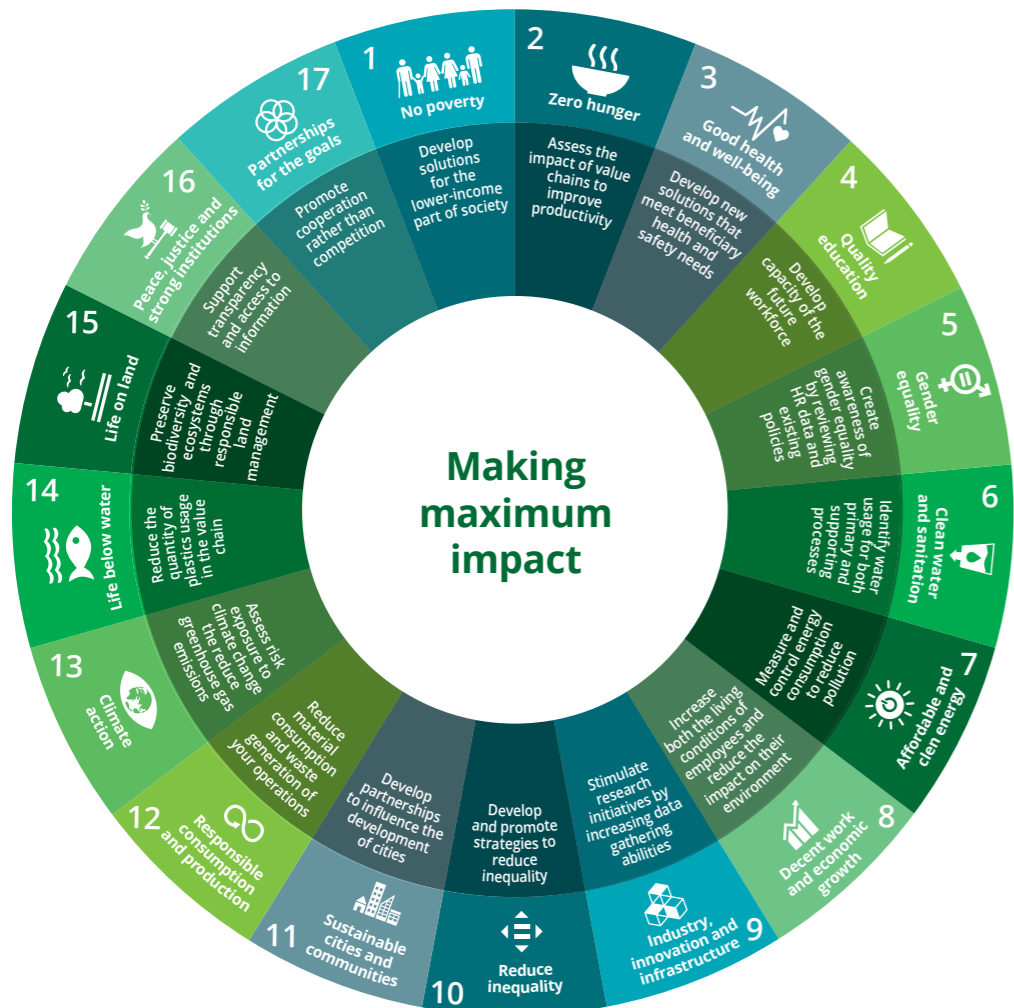 Making
maximum
impact
1
No poverty
Develop
solutions
for the
lower-income
part of society
2
Zero hunger
Assess the
impact of value
chains to
improve
productivity
3
Good health
and well-being
Develop new
solutions that
meet beneficiary
health and
safety needs
4
Quality
education
Develop
capacity of the
future
workforce
5
Gender
equality
Create
awareness of
gender equality
by reviewing
HR data and
existing
policies
6
Clean water
and sanitation
Identify water
usage for both
primary and
supporting
processes
7
Affordable and
clen energy
Measure and
control energy
consumption
to reduce
pollution
8
Decent work
and economic
growth
Increase
both the living
conditions of
employees and
reduce the
impact on their
environment
9
Industry,
innovation and
infrastructure
Stimulate
research
initiatives by
increasing data
gathering
abilities
10
Reduce
inequality
Develop
and promote
strategies to
reduce
inequality
11
Sustainable
cities and
communities
Develop
partnerships
to influence the
development
of cities
12
Responsible
consumption
and production
Reduce
material
consumption
and waste
generation of
your operations
13
Climate
action
Assess risk
exposure to
climate change
the reduce
greenhouse gas
emissions
14
Life below water
Reduce the
quantity of
plastics usage
in the value
chain
15
Life on land
Preserve
biodiversity and
ecosystems
through
responsible
land
management
16
Peace, justice and
strong institutions
Support
transparency
and access to
information
17
Partnerships
for the goals
Promote
cooperation
rather than
competition